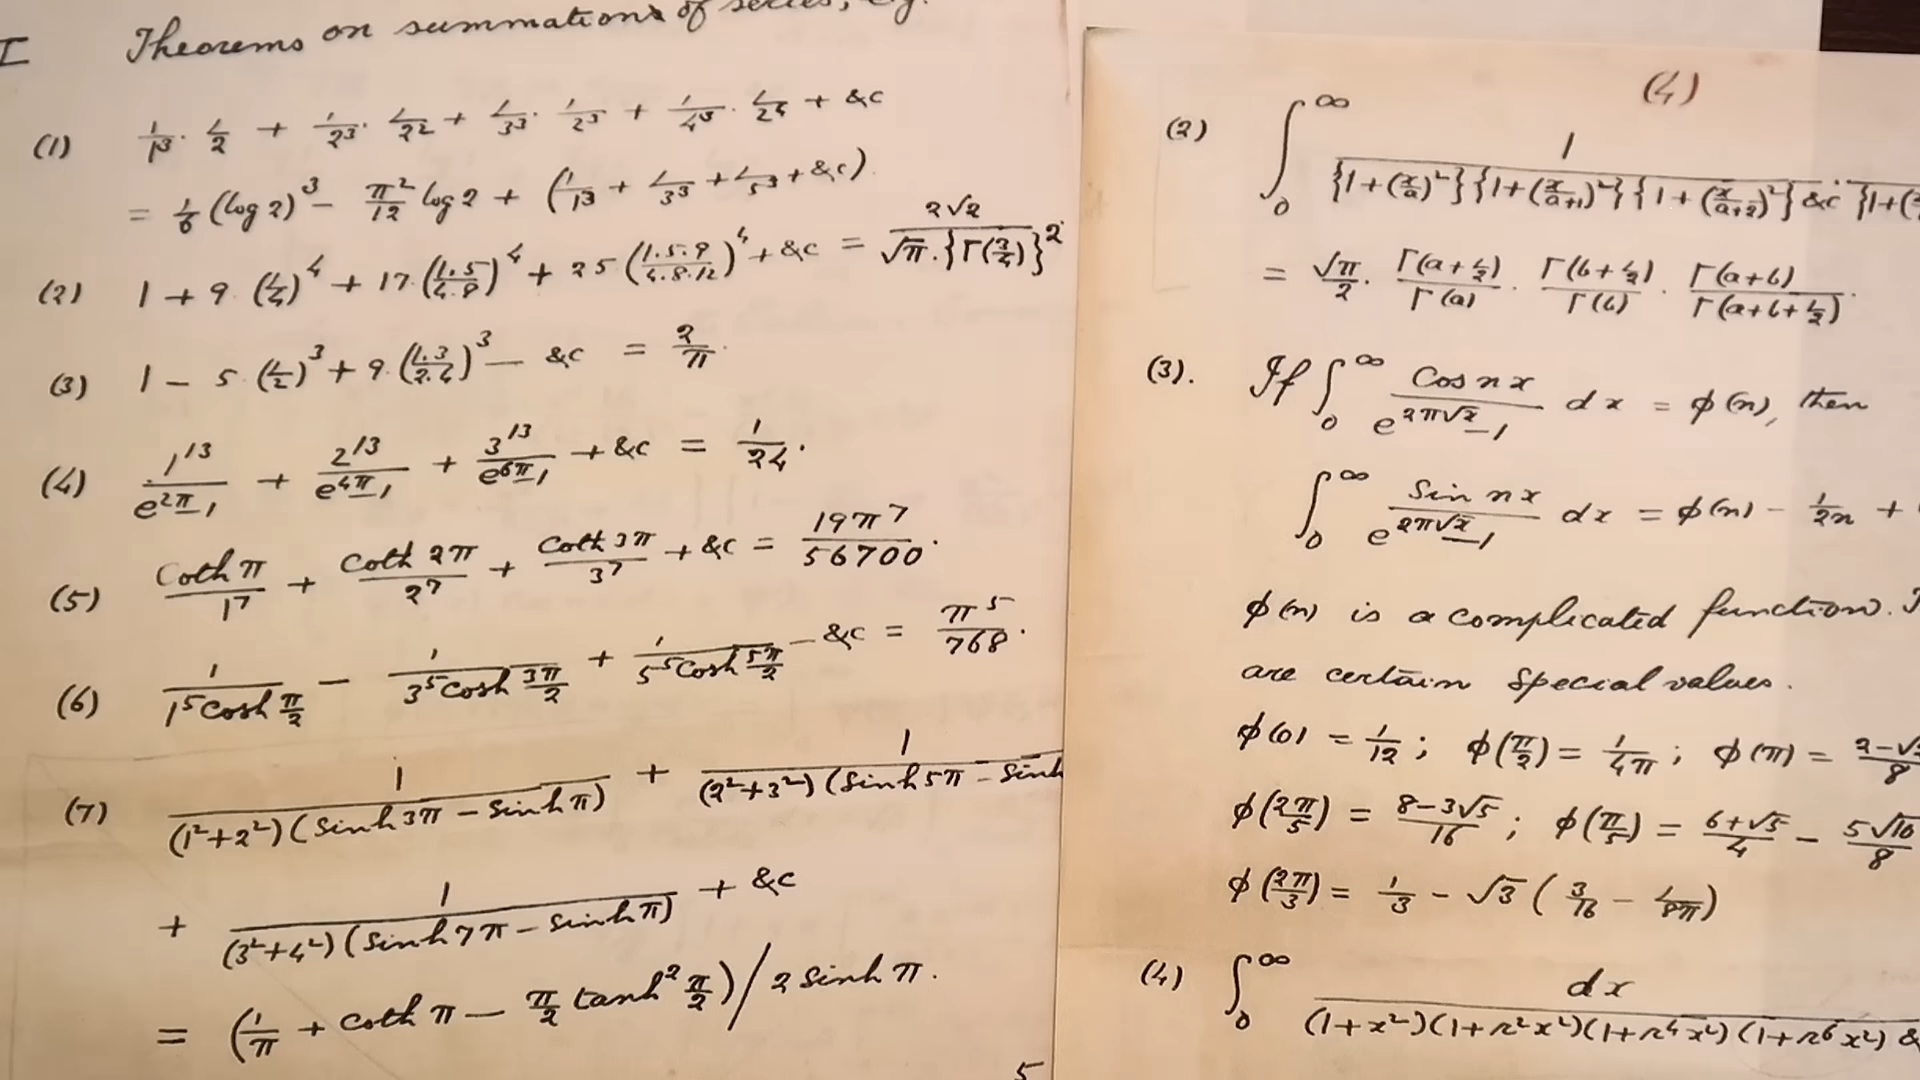 I Theorems on summations of series, e.g.
(1) 1/1³ · 1/2 + 1/2³ · 1/2² + 1/3³ · 1/2³ + 1/4³ · 1/2⁴ + &c
= 1/6 (log 2)³ − π²/12 log 2 + (1/1³ + 1/3³ + 1/5³ + &c).
(2) 1 + 9 · (1/4)⁴ + 17 · (1·5/4·8)⁴ + 25 (1·5·9/4·8·12)⁴ + &c = 2√2/√π · {Γ(3/4)}²
(3) 1 − 5 · (1/2)³ + 9 · (1·3/2·4)³ − &c = 2/π.
(4) 1¹³/e^2π−1 + 2¹³/e^4π−1 + 3¹³/e^6π−1 + &c = 1/24.
(5) Coth π/1⁷ + Coth 2π/2⁷ + Coth 3π/3⁷ + &c = 19π⁷/56700.
(6) 1/1⁵ Cosh π/2 − 1/3⁵ Cosh 3π/2 + 1/5⁵ Cosh 5π/2 − &c = π⁵/768.
(7) 1/(1²+2²)(Sinh 3π − Sinh π) + 1/(2²+3²)(Sinh 5π − Sinh
+ 1/(3²+4²)(Sinh 7π − Sinh π) + &c
= (1/π + Coth π − π/2 tanh² π/2) / 2 Sinh π.
5
(4)
(2) ∫₀^∞ 1/{1+(x/a)²}{1+(x/a+1)²}{1+(x/a+2)²} &c · {1+(
= √π/2 · Γ(a+1/2)/Γ(a) · Γ(b+1/2)/Γ(b) · Γ(a+b)/Γ(a+b+1/2).
(3). If ∫₀^∞ Cos nx/e^2π√x−1 dx = φ(n), then
∫₀^∞ Sin nx/e^2π√x−1 dx = φ(n) − 1/2n +
φ(n) is a complicated function.
are certain special values.
φ(0) = 1/12; φ(π/2) = 1/4π; φ(π) = 2−√2/8
φ(2π/5) = 8−3√5/16; φ(π/5) = 6+√5/4 − 5√10/8
φ(2π/3) = 1/3 − √3 (3/16 − 1/8π)
(4) ∫₀^∞ dx/(1+x²)(1+r²x²)(1+r⁴x²)(1+r⁶x²) &